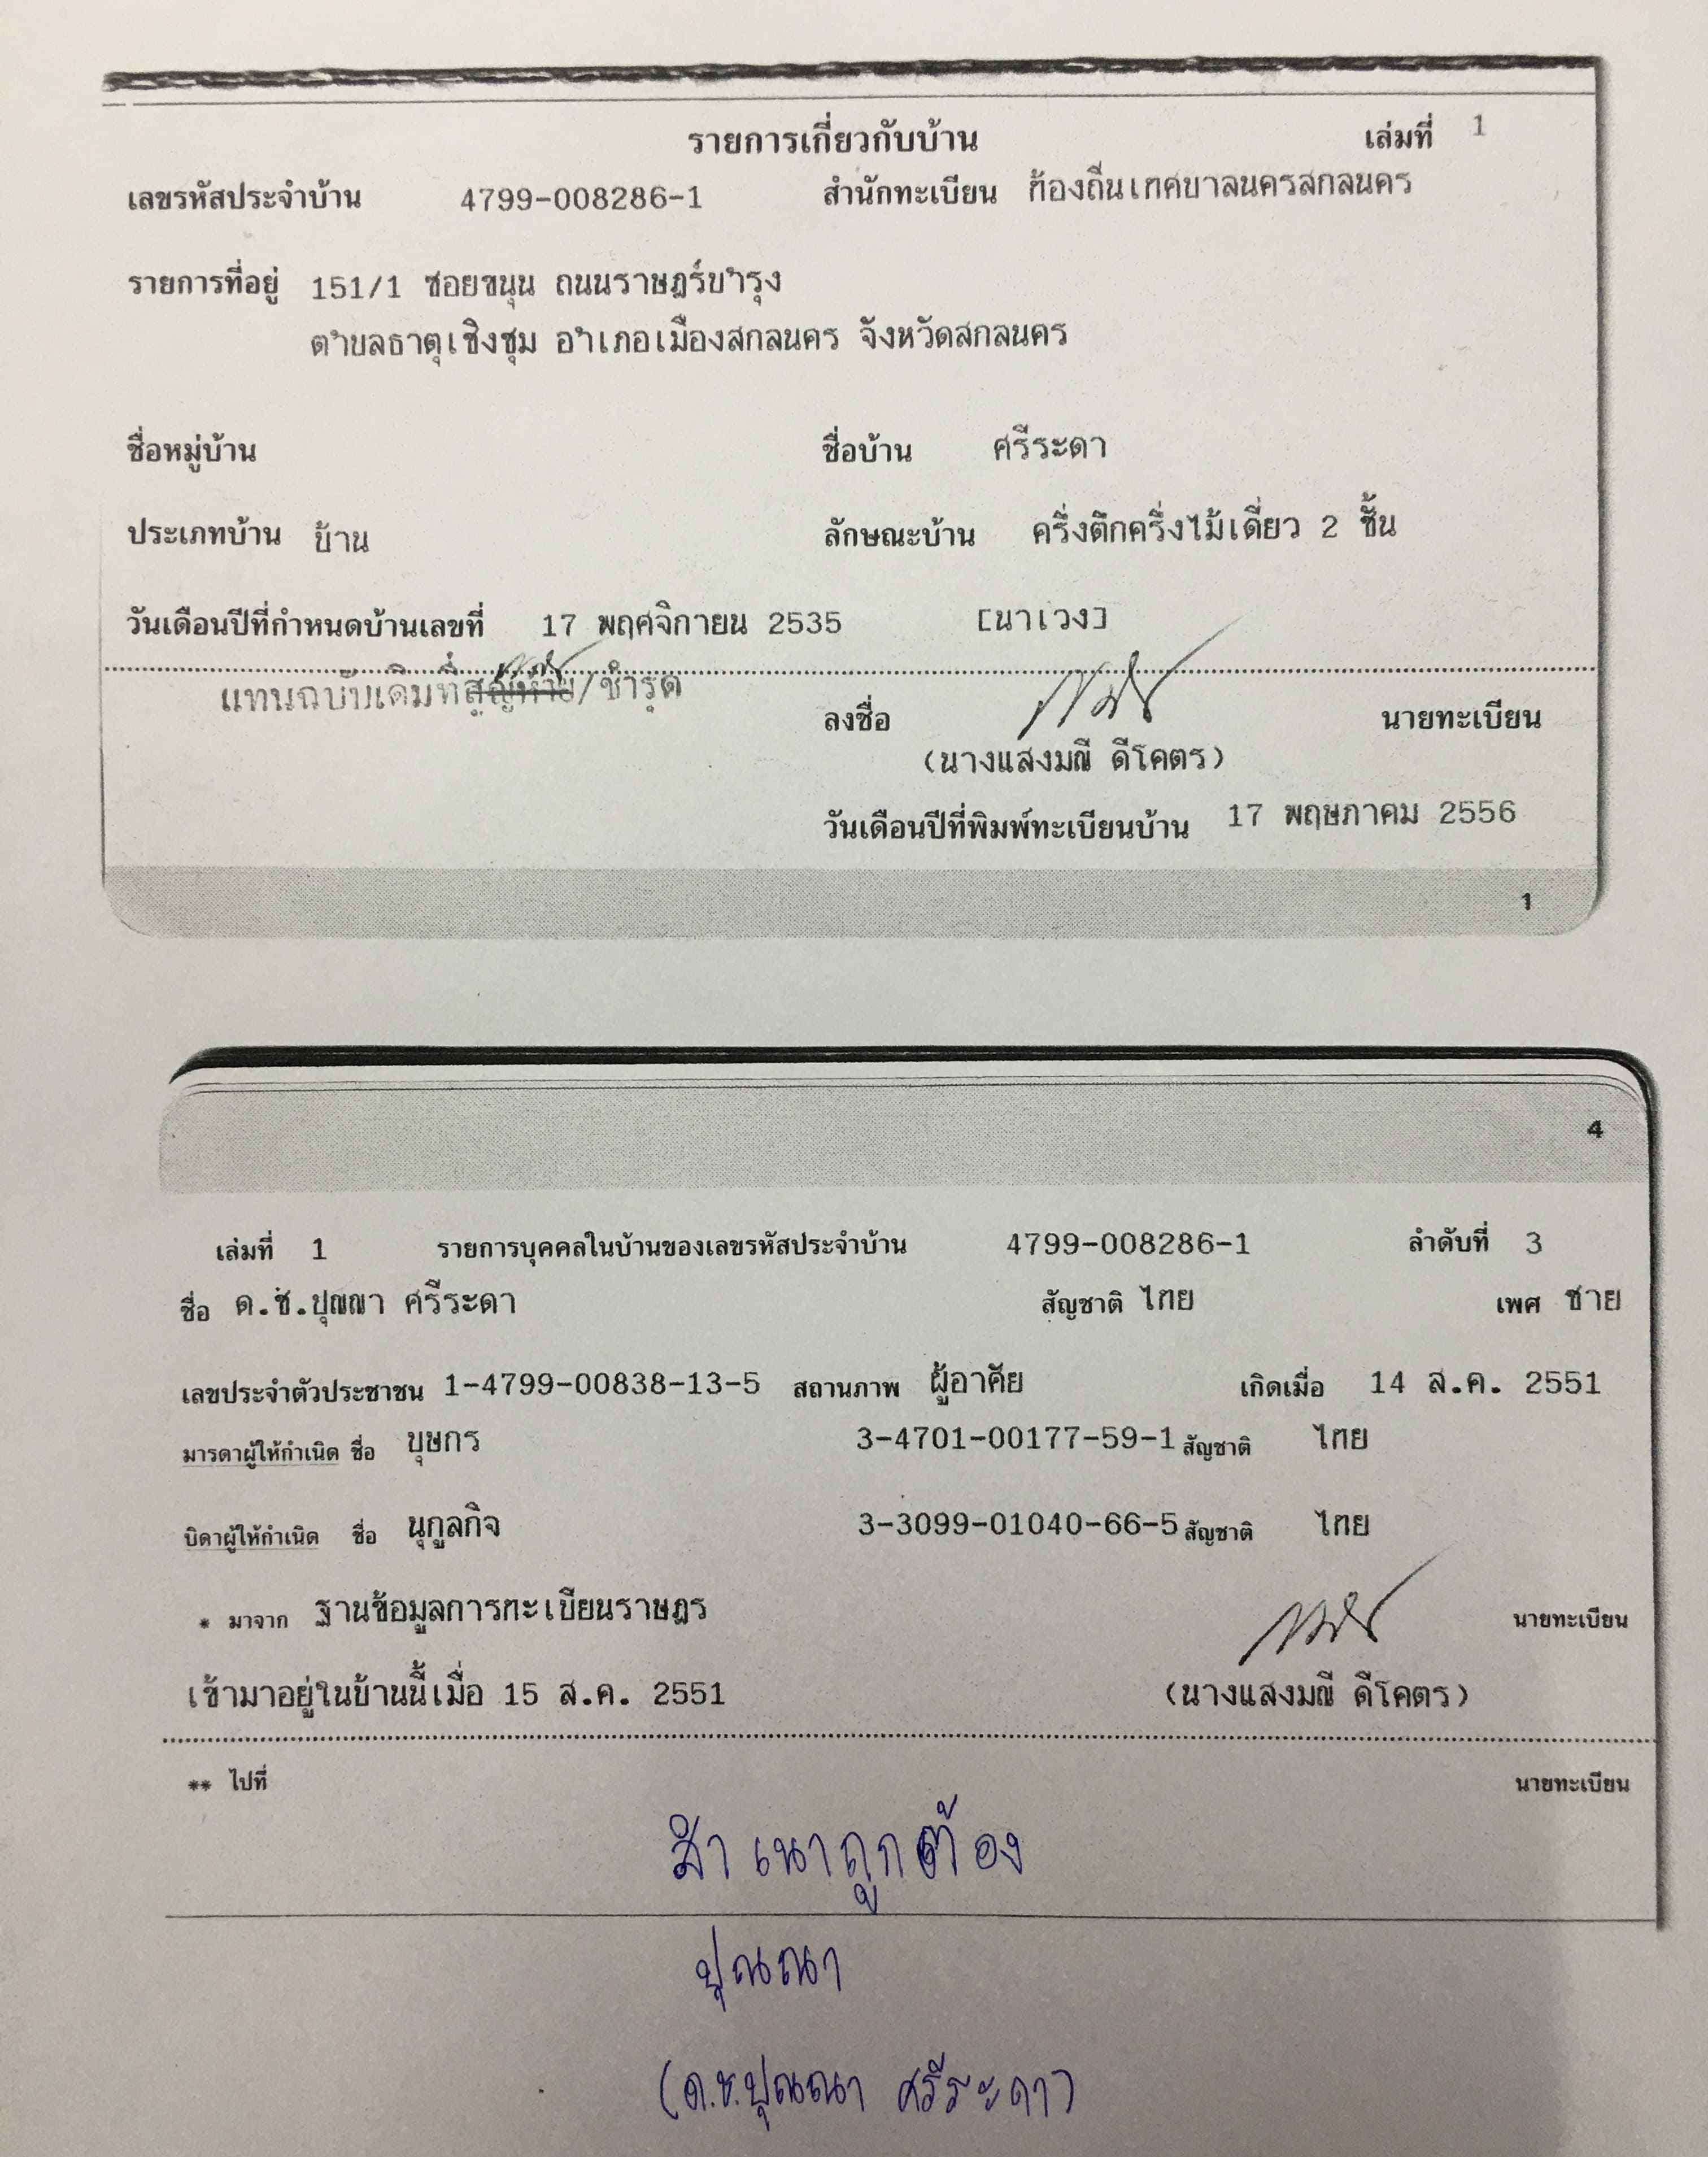 รายการเกี่ยวกับบ้าน เล่มที่ 1
เลขรหัสประจำบ้าน 4799-008286-1 สำนักทะเบียน ท้องถิ่นเทศบาลนครสกลนคร
รายการที่อยู่ 151/1 ซอยขนุน ถนนราษฎร์บำรุง
ตำบลธาตุเชิงชุม อำเภอเมืองสกลนคร จังหวัดสกลนคร
ชื่อหมู่บ้าน ชื่อบ้าน ศรีระดา
ประเภทบ้าน บ้าน ลักษณะบ้าน ครึ่งตึกครึ่งไม้เดี่ยว 2 ชั้น
วันเดือนปีที่กำหนดบ้านเลขที่ 17 พฤศจิกายน 2535 [นาเวง]
แทนฉบับเดิมที่สูญหาย/ชำรุด
ลงชื่อ นายทะเบียน
(นางแสงมณี ดีโคตร)
วันเดือนปีที่พิมพ์ทะเบียนบ้าน 17 พฤษภาคม 2556
1
4
เล่มที่ 1 รายการบุคคลในบ้านของเลขรหัสประจำบ้าน 4799-008286-1 ลำดับที่ 3
ชื่อ ด.ช.ปุณณา ศรีระดา สัญชาติ ไทย เพศ ชาย
เลขประจำตัวประชาชน 1-4799-00838-13-5 สถานภาพ ผู้อาศัย เกิดเมื่อ 14 ส.ค. 2551
มารดาผู้ให้กำเนิด ชื่อ บุษกร 3-4701-00177-59-1 สัญชาติ ไทย
บิดาผู้ให้กำเนิด ชื่อ นุกูลกิจ 3-3099-01040-66-5 สัญชาติ ไทย
* มาจาก ฐานข้อมูลการทะเบียนราษฎร นายทะเบียน
เข้ามาอยู่ในบ้านนี้เมื่อ 15 ส.ค. 2551 (นางแสงมณี ดีโคตร)
** ไปที่ นายทะเบียน
สำเนาถูกต้อง
ปุณณา
(ด.ช.ปุณณา ศรีระดา)